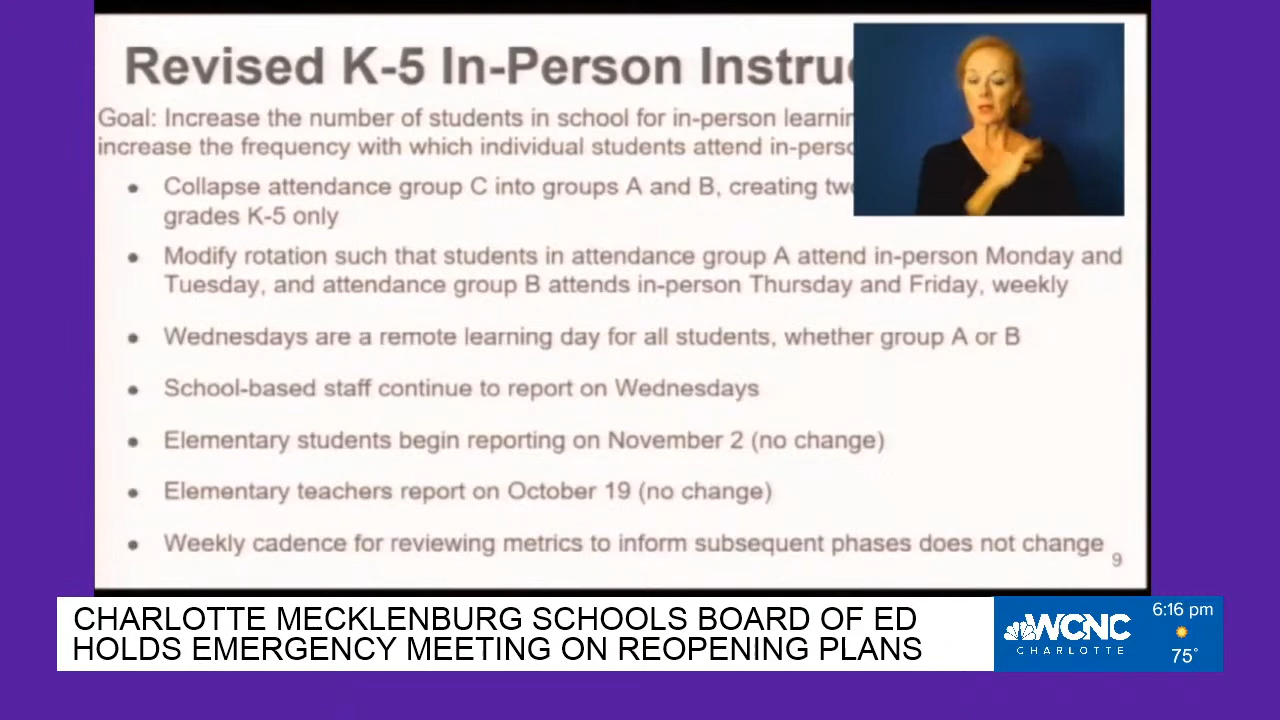 Revised K-5 In-Person
Goal: Increase the number of students in school for in-person
increase the frequency with which individual students attend
• Collapse attendance group C into groups A and B, creating
grades K-5 only
• Modify rotation such that students in attendance group A attend in-person Monday and
Tuesday, and attendance group B attends in-person Thursday and Friday, weekly
• Wednesdays are a remote learning day for all students, whether group A or B
• School-based staff continue to report on Wednesdays
• Elementary students begin reporting on November 2 (no change)
• Elementary teachers report on October 19 (no change)
• Weekly cadence for reviewing metrics to inform subsequent phases does not change
9
CHARLOTTE MECKLENBURG SCHOOLS BOARD OF ED
HOLDS EMERGENCY MEETING ON REOPENING PLANS
WCNC
CHARLOTTE
6:16 pm
75°